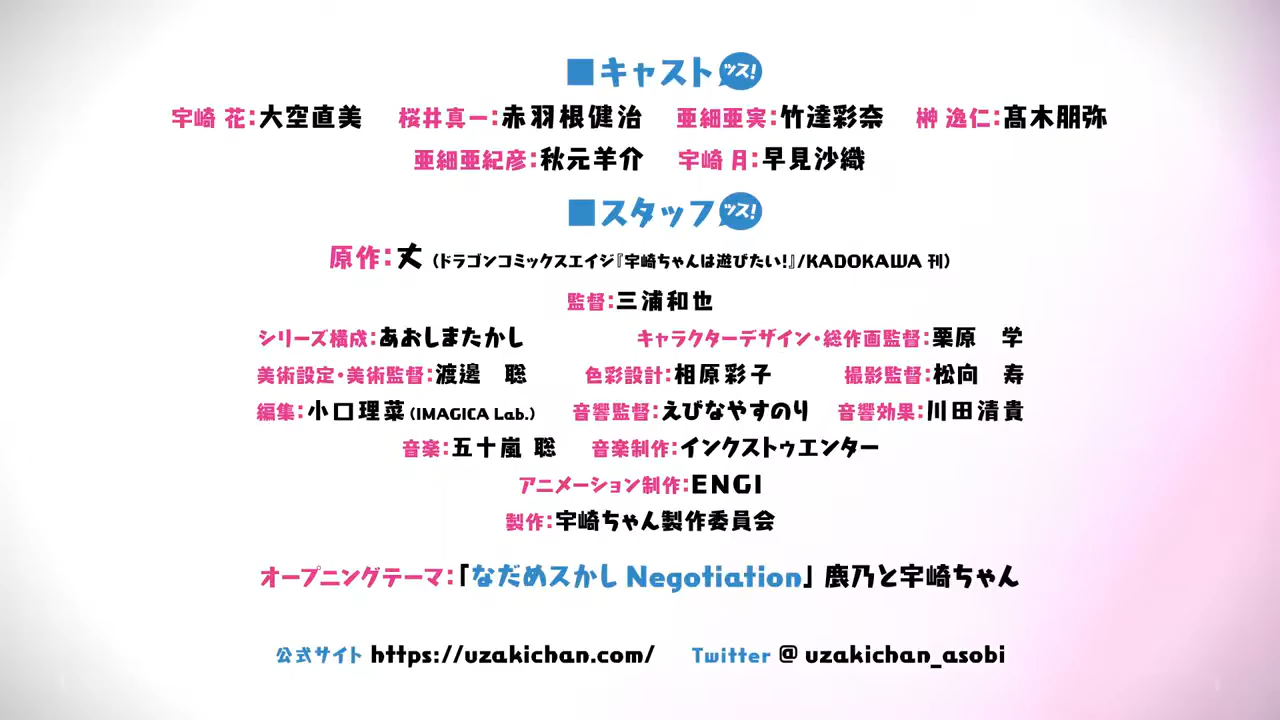 ■キャストッス!
宇崎 花:大空直美 桜井真一:赤羽根健治 亜細亜実:竹達彩奈 榊 逸仁:髙木朋弥
亜細亜紀彦:秋元羊介 宇崎 月:早見沙織
■スタッフッス!
原作:丈(ドラゴンコミックスエイジ『宇崎ちゃんは遊びたい!』/KADOKAWA 刊)
監督:三浦和也
シリーズ構成:あおしまたかし キャラクターデザイン・総作画監督:栗原 学
美術設定・美術監督:渡邊 聡 色彩設計:相原彩子 撮影監督:松向 寿
編集:小口理菜(IMAGICA Lab.) 音響監督:えびなやすのり 音響効果:川田清貴
音楽:五十嵐 聡 音楽制作:インクストゥエンター
アニメーション制作:ENGI
製作:宇崎ちゃん製作委員会
オープニングテーマ:「なだめスかし Negotiation」鹿乃と宇崎ちゃん
公式サイト https://uzakichan.com/ Twitter @ uzakichan_asobi